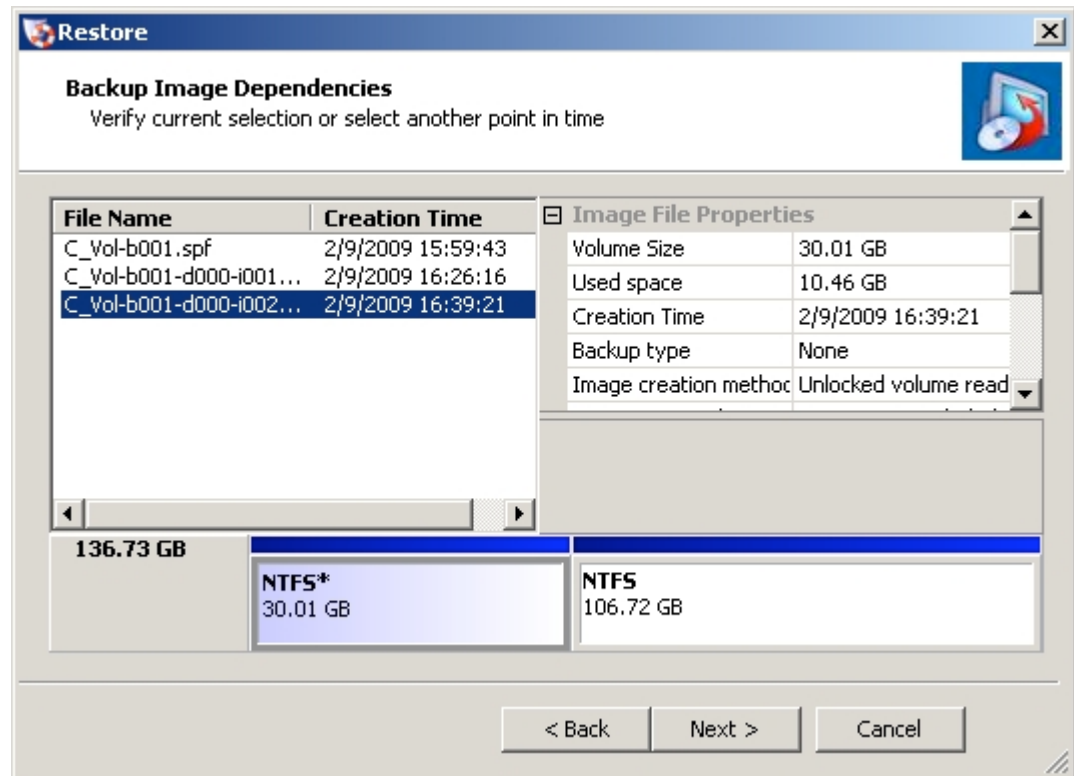 Restore
Backup Image Dependencies
Verify current selection or select another point in time
File Name Creation Time
C_Vol-b001.spf 2/9/2009 15:59:43
C_Vol-b001-d000-i001... 2/9/2009 16:26:16
C_Vol-b001-d000-i002... 2/9/2009 16:39:21
Image File Properties
Volume Size 30.01 GB
Used space 10.46 GB
Creation Time 2/9/2009 16:39:21
Backup type None
Image creation method Unlocked volume read
136.73 GB
NTFS*
30.01 GB
NTFS
106.72 GB
< Back Next > Cancel